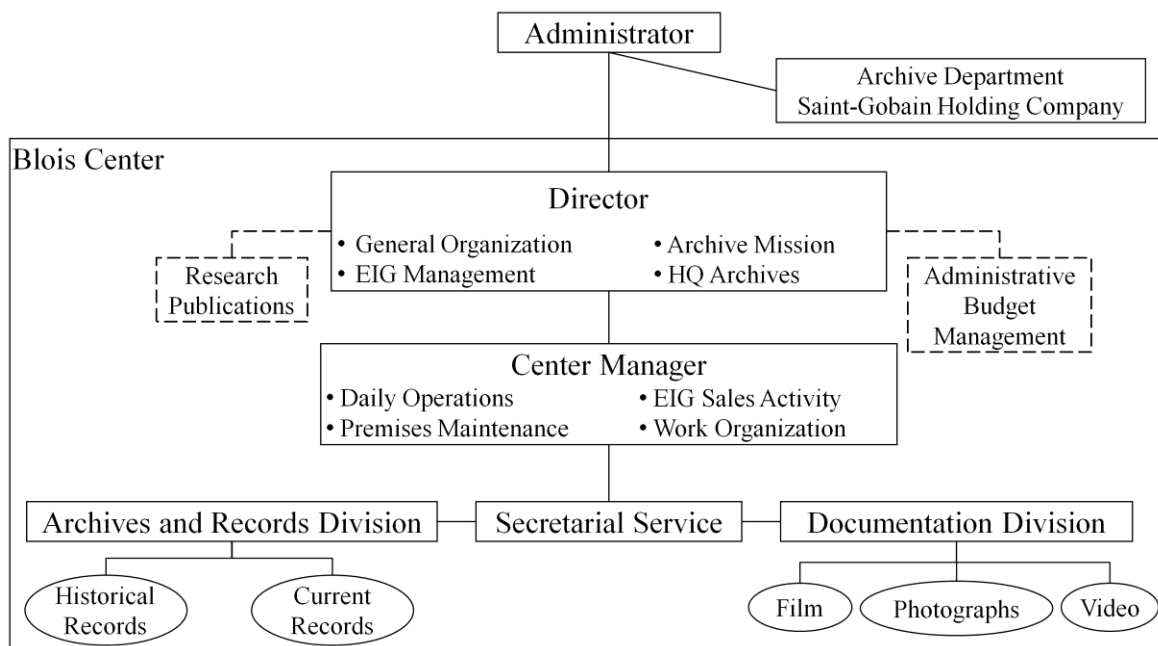 Administrator
Archive Department
Saint-Gobain Holding Company
Blois Center
Director
• General Organization
• Archive Mission
• EIG Management
• HQ Archives
Research
Publications
Administrative
Budget
Management
Center Manager
• Daily Operations
• EIG Sales Activity
• Premises Maintenance
• Work Organization
Archives and Records Division
Secretarial Service
Documentation Division
Historical
Records
Current
Records
Film
Photographs
Video